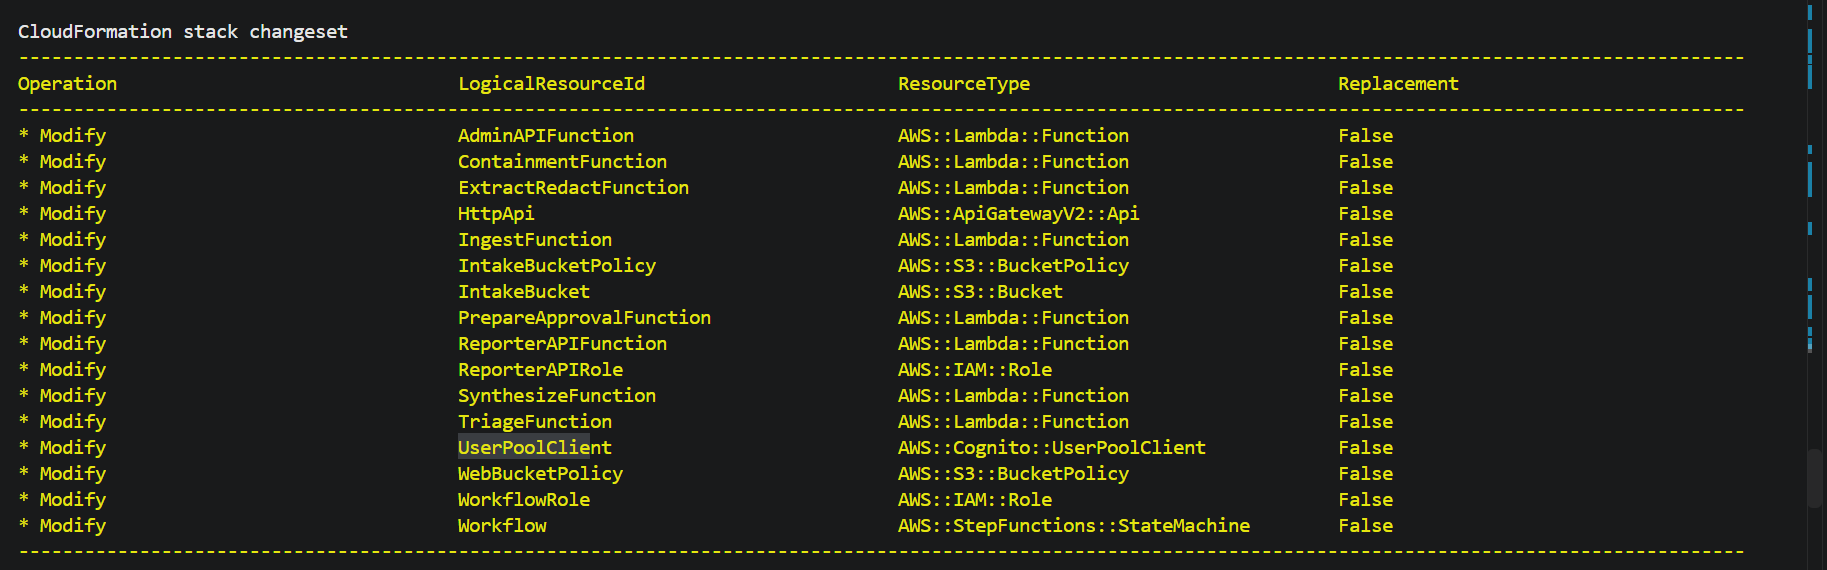 CloudFormation stack changeset
-------------------------------------------------------------------------------------------------------------------------------------------------------------
Operation LogicalResourceId ResourceType Replacement
-------------------------------------------------------------------------------------------------------------------------------------------------------------
* Modify AdminAPIFunction AWS::Lambda::Function False
* Modify ContainmentFunction AWS::Lambda::Function False
* Modify ExtractRedactFunction AWS::Lambda::Function False
* Modify HttpApi AWS::ApiGatewayV2::Api False
* Modify IngestFunction AWS::Lambda::Function False
* Modify IntakeBucketPolicy AWS::S3::BucketPolicy False
* Modify IntakeBucket AWS::S3::Bucket False
* Modify PrepareApprovalFunction AWS::Lambda::Function False
* Modify ReporterAPIFunction AWS::Lambda::Function False
* Modify ReporterAPIRole AWS::IAM::Role False
* Modify SynthesizeFunction AWS::Lambda::Function False
* Modify TriageFunction AWS::Lambda::Function False
* Modify UserPoolClient AWS::Cognito::UserPoolClient False
* Modify WebBucketPolicy AWS::S3::BucketPolicy False
* Modify WorkflowRole AWS::IAM::Role False
* Modify Workflow AWS::StepFunctions::StateMachine False
-------------------------------------------------------------------------------------------------------------------------------------------------------------